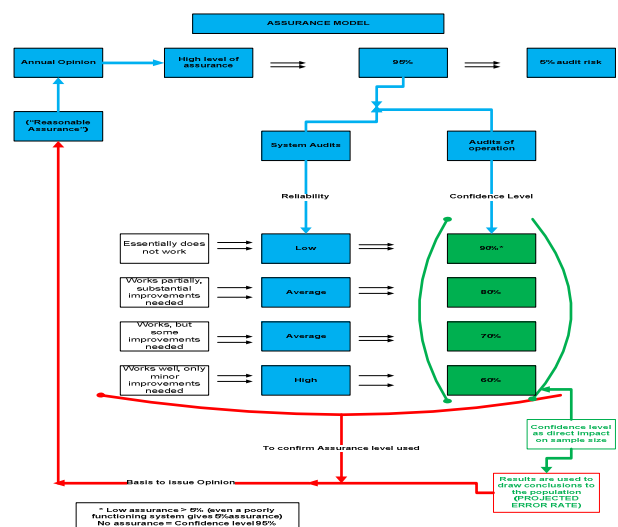 ASSURANCE MODEL
Annual Opinion
High level of
assurance
95%
5% audit risk
("Reasonable
Assurance")
System Audits
Audits of
operation
Reliability
Confidence Level
Essentially does
not work
Low
90%*
Works partially,
substantial
improvements
needed
Average
80%
Works, but
some
improvements
needed
Average
70%
Works well, only
minor
improvements
needed
High
60%
Confidence level
as direct impact
on sample size
To confirm Assurance level used
Basis to issue Opinion
Results are used to
draw conclusions to
the population
(PROJECTED
ERROR RATE)
* Low assurance > 5% (even a poorly
functioning system gives 5%assurance)
No assurance = Confidence level 95%